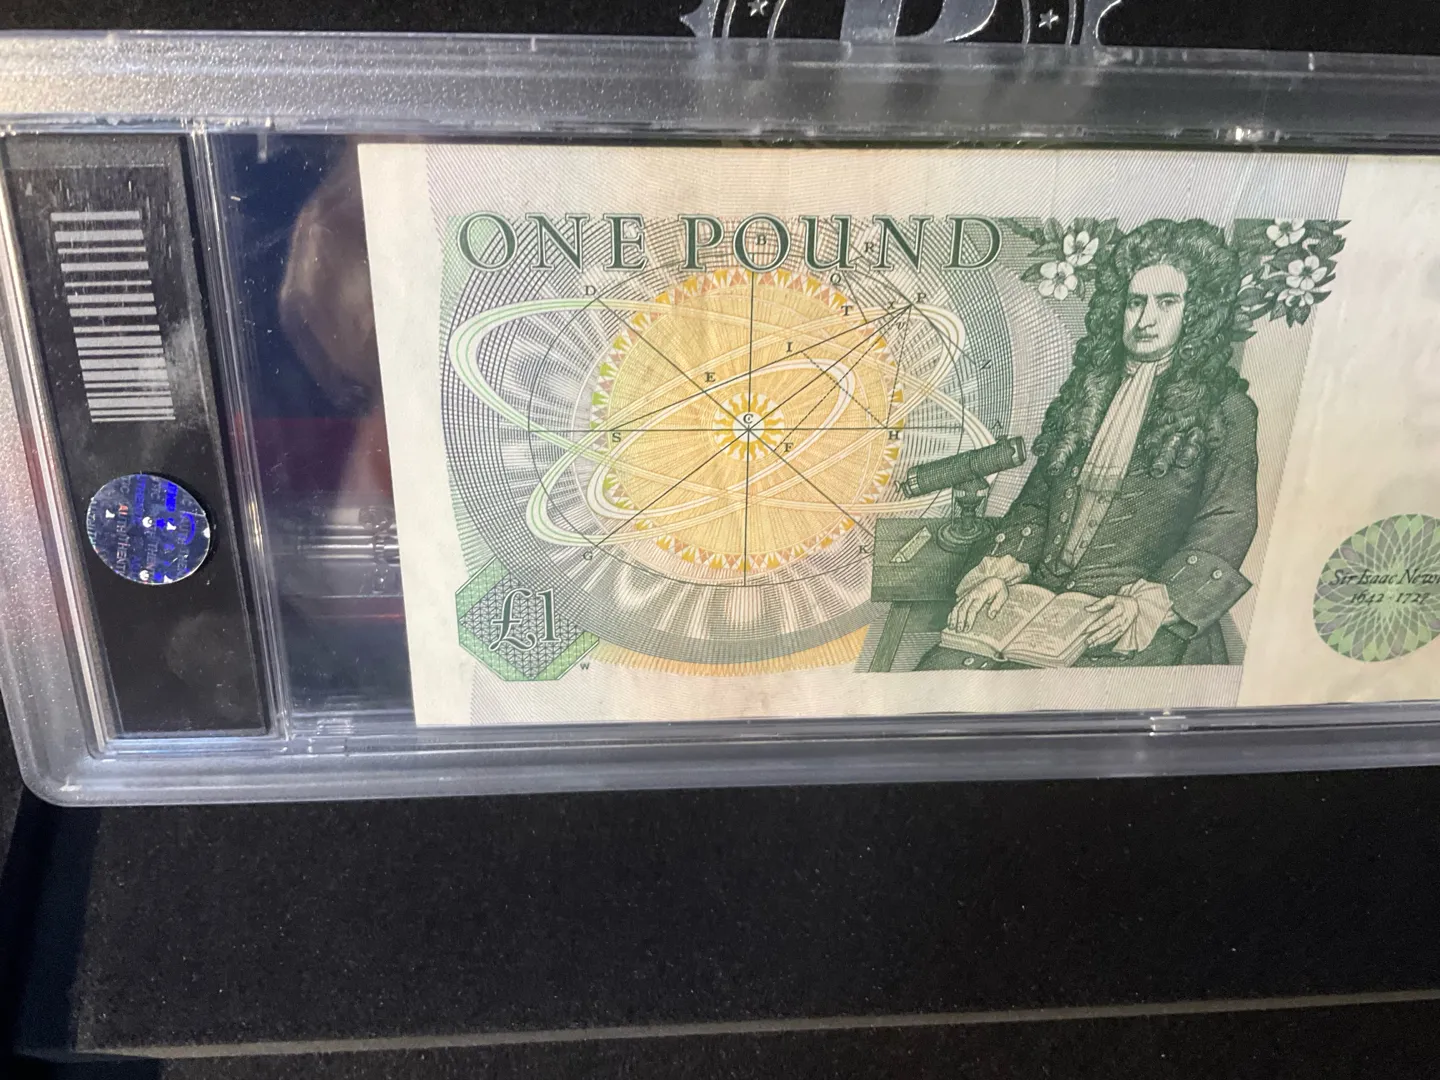 ONE POUND
B
R
D
Q
P
T
X
V
I
Z
E
C
A
S
H
F
G
K
£1
W
Sir Isaac Newt
1642-1727